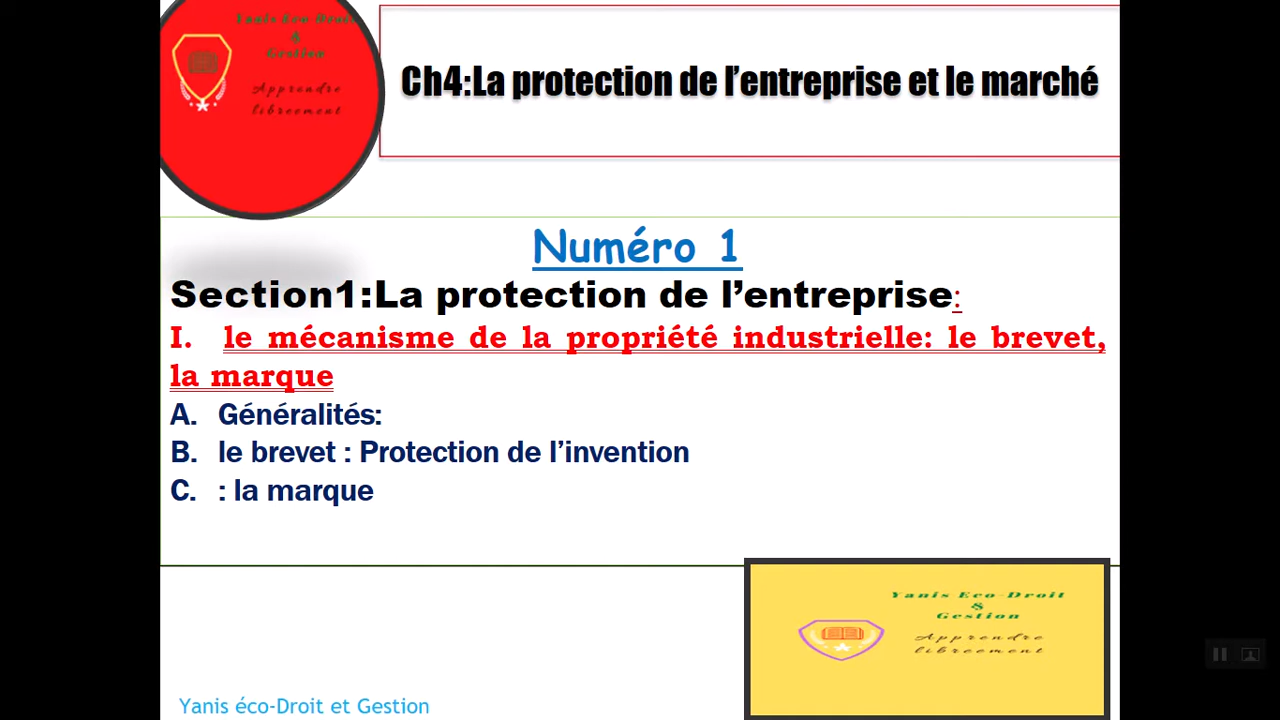 Yanis Eco-Droit
&
Gestion
Apprendre
libreement
Ch4:La protection de l’entreprise et le marché
Numéro 1
Section1:La protection de l’entreprise:
I. le mécanisme de la propriété industrielle: le brevet,
la marque
A. Généralités:
B. le brevet : Protection de l’invention
C. : la marque
Yanis Eco-Droit
&
Gestion
Apprendre
libreement
Yanis éco-Droit et Gestion